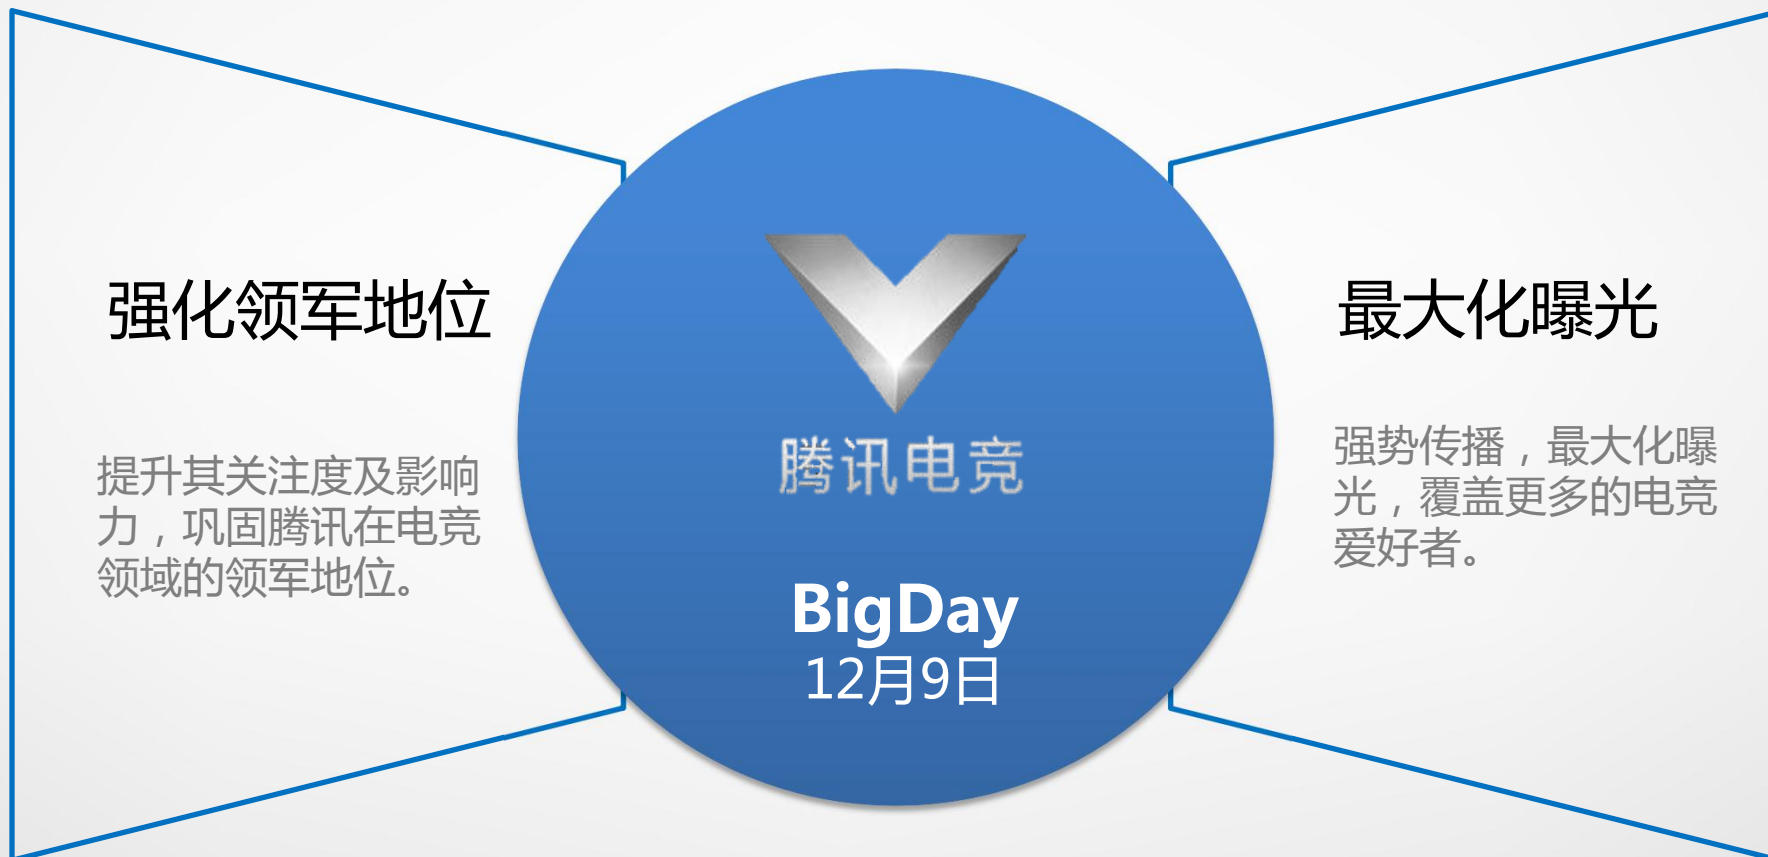 强化领军地位
提升其关注度及影响
力，巩固腾讯在电竞
领域的领军地位。
腾讯电竞
BigDay
12月9日
最大化曝光
强势传播，最大化曝
光，覆盖更多的电竞
爱好者。